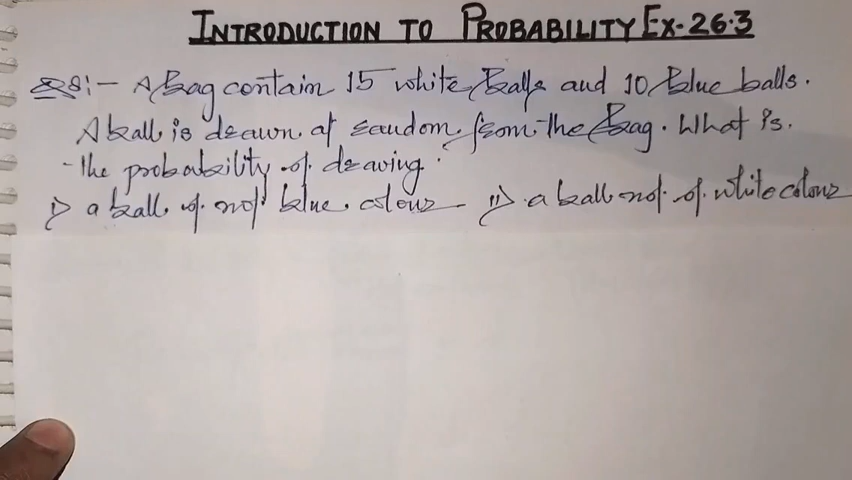 INTRODUCTION TO PROBABILITY Ex-26.3
Q8:- A Bag contain 15 white Balls and 10 blue balls.
A ball is drawn at random from the Bag. What is.
the probability of drawing.
i) a ball of not blue colour ii) a ball not of white colour